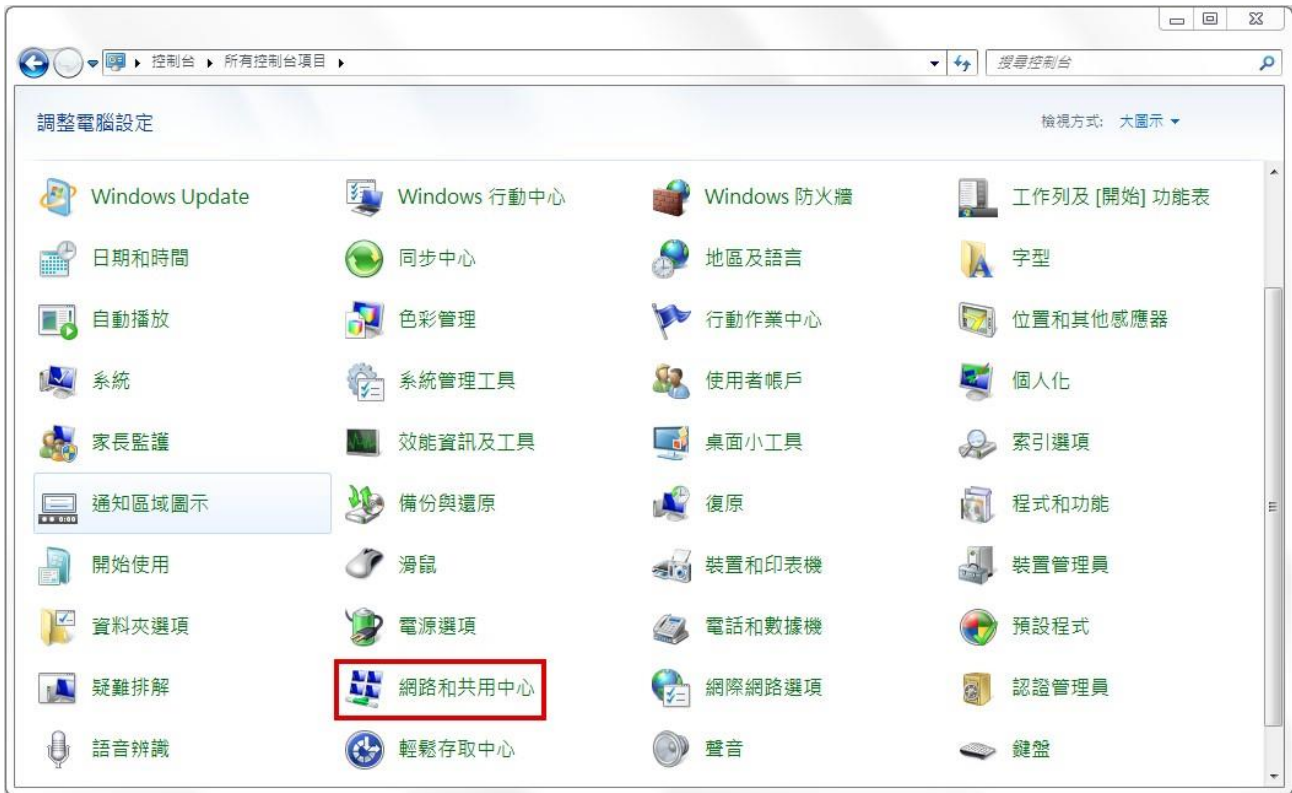 控制台 所有控制台項目 搜尋控制台
調整電腦設定 檢視方式: 大圖示
Windows Update Windows 行動中心 Windows 防火牆 工作列及 [開始] 功能表
日期和時間 同步中心 地區及語言 字型
自動播放 色彩管理 行動作業中心 位置和其他感應器
系統 系統管理工具 使用者帳戶 個人化
家長監護 效能資訊及工具 桌面小工具 索引選項
通知區域圖示 備份與還原 復原 程式和功能
開始使用 滑鼠 裝置和印表機 裝置管理員
資料夾選項 電源選項 電話和數據機 預設程式
疑難排解 網路和共用中心 網際網路選項 認證管理員
語音辨識 輕鬆存取中心 聲音 鍵盤